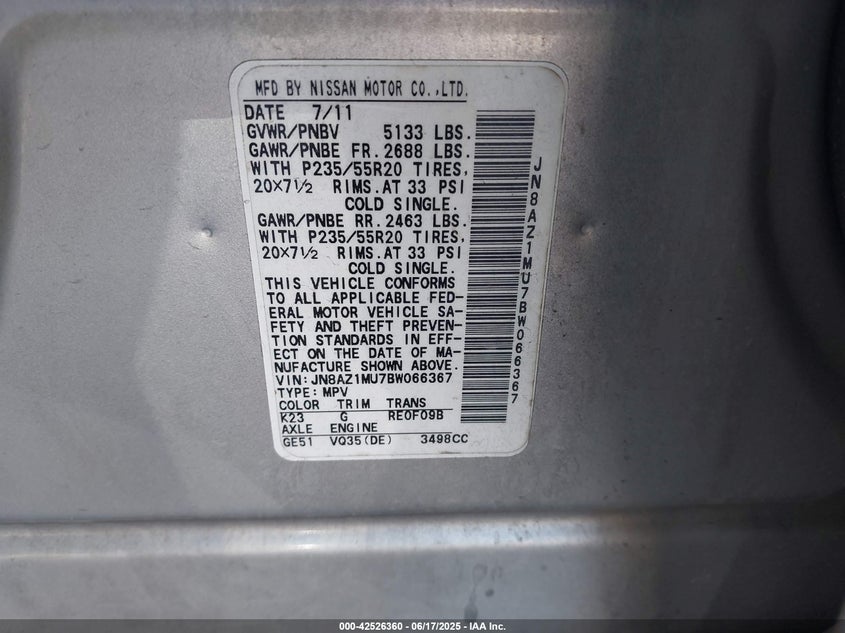 MFD BY NISSAN MOTOR CO.,LTD.
DATE 7/11
GVWR/PNBV 5133 LBS.
GAWR/PNBE FR. 2688 LBS.
WITH P235/55R20 TIRES,
20×7½ RIMS.AT 33 PSI
COLD SINGLE.
GAWR/PNBE RR. 2463 LBS.
WITH P235/55R20 TIRES,
20×7½ RIMS.AT 33 PSI
COLD SINGLE.
THIS VEHICLE CONFORMS
TO ALL APPLICABLE FED-
ERAL MOTOR VEHICLE SA-
FETY AND THEFT PREVEN-
TION STANDARDS IN EFF-
ECT ON THE DATE OF MA-
NUFACTURE SHOWN ABOVE.
VIN: JN8AZ1MU7BW066367
TYPE: MPV
COLOR TRIM TRANS
K23 G RE0F09B
AXLE ENGINE
GE51 VQ35(DE) 3498CC
JN8AZ1MU7BW066367
000-42526360 - 06/17/2025 - IAA Inc.